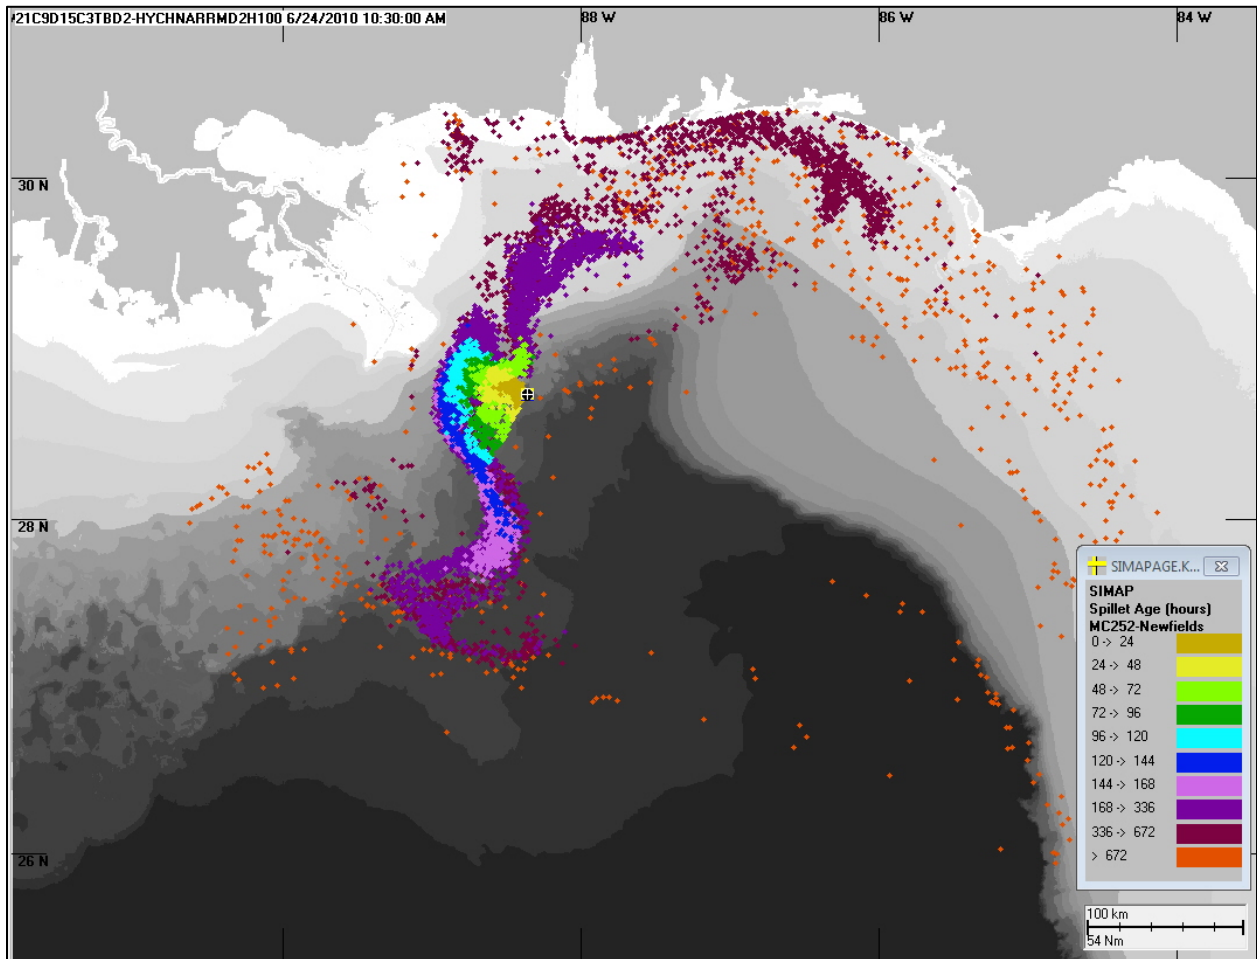 /21C9D15C3TBD2-HYCHNARRMD2H100 6/24/2010 10:30:00 AM
88 W
86 W
84 W
30 N
28 N
26 N
SIMAPAGE.K...
SIMAP
Spillet Age (hours)
MC252-Newfields
0 -> 24
24 -> 48
48 -> 72
72 -> 96
96 -> 120
120 -> 144
144 -> 168
168 -> 336
336 -> 672
> 672
100 km
54 Nm